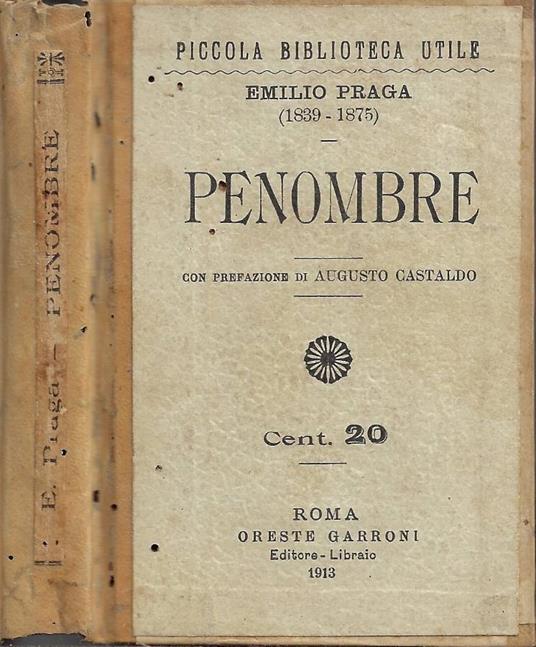 E. Praga — PENOMBRE
PICCOLA BIBLIOTECA UTILE
EMILIO PRAGA
(1839 - 1875)
PENOMBRE
CON PREFAZIONE DI AUGUSTO CASTALDO
Cent. 20
ROMA
ORESTE GARRONI
Editore - Libraio
1913